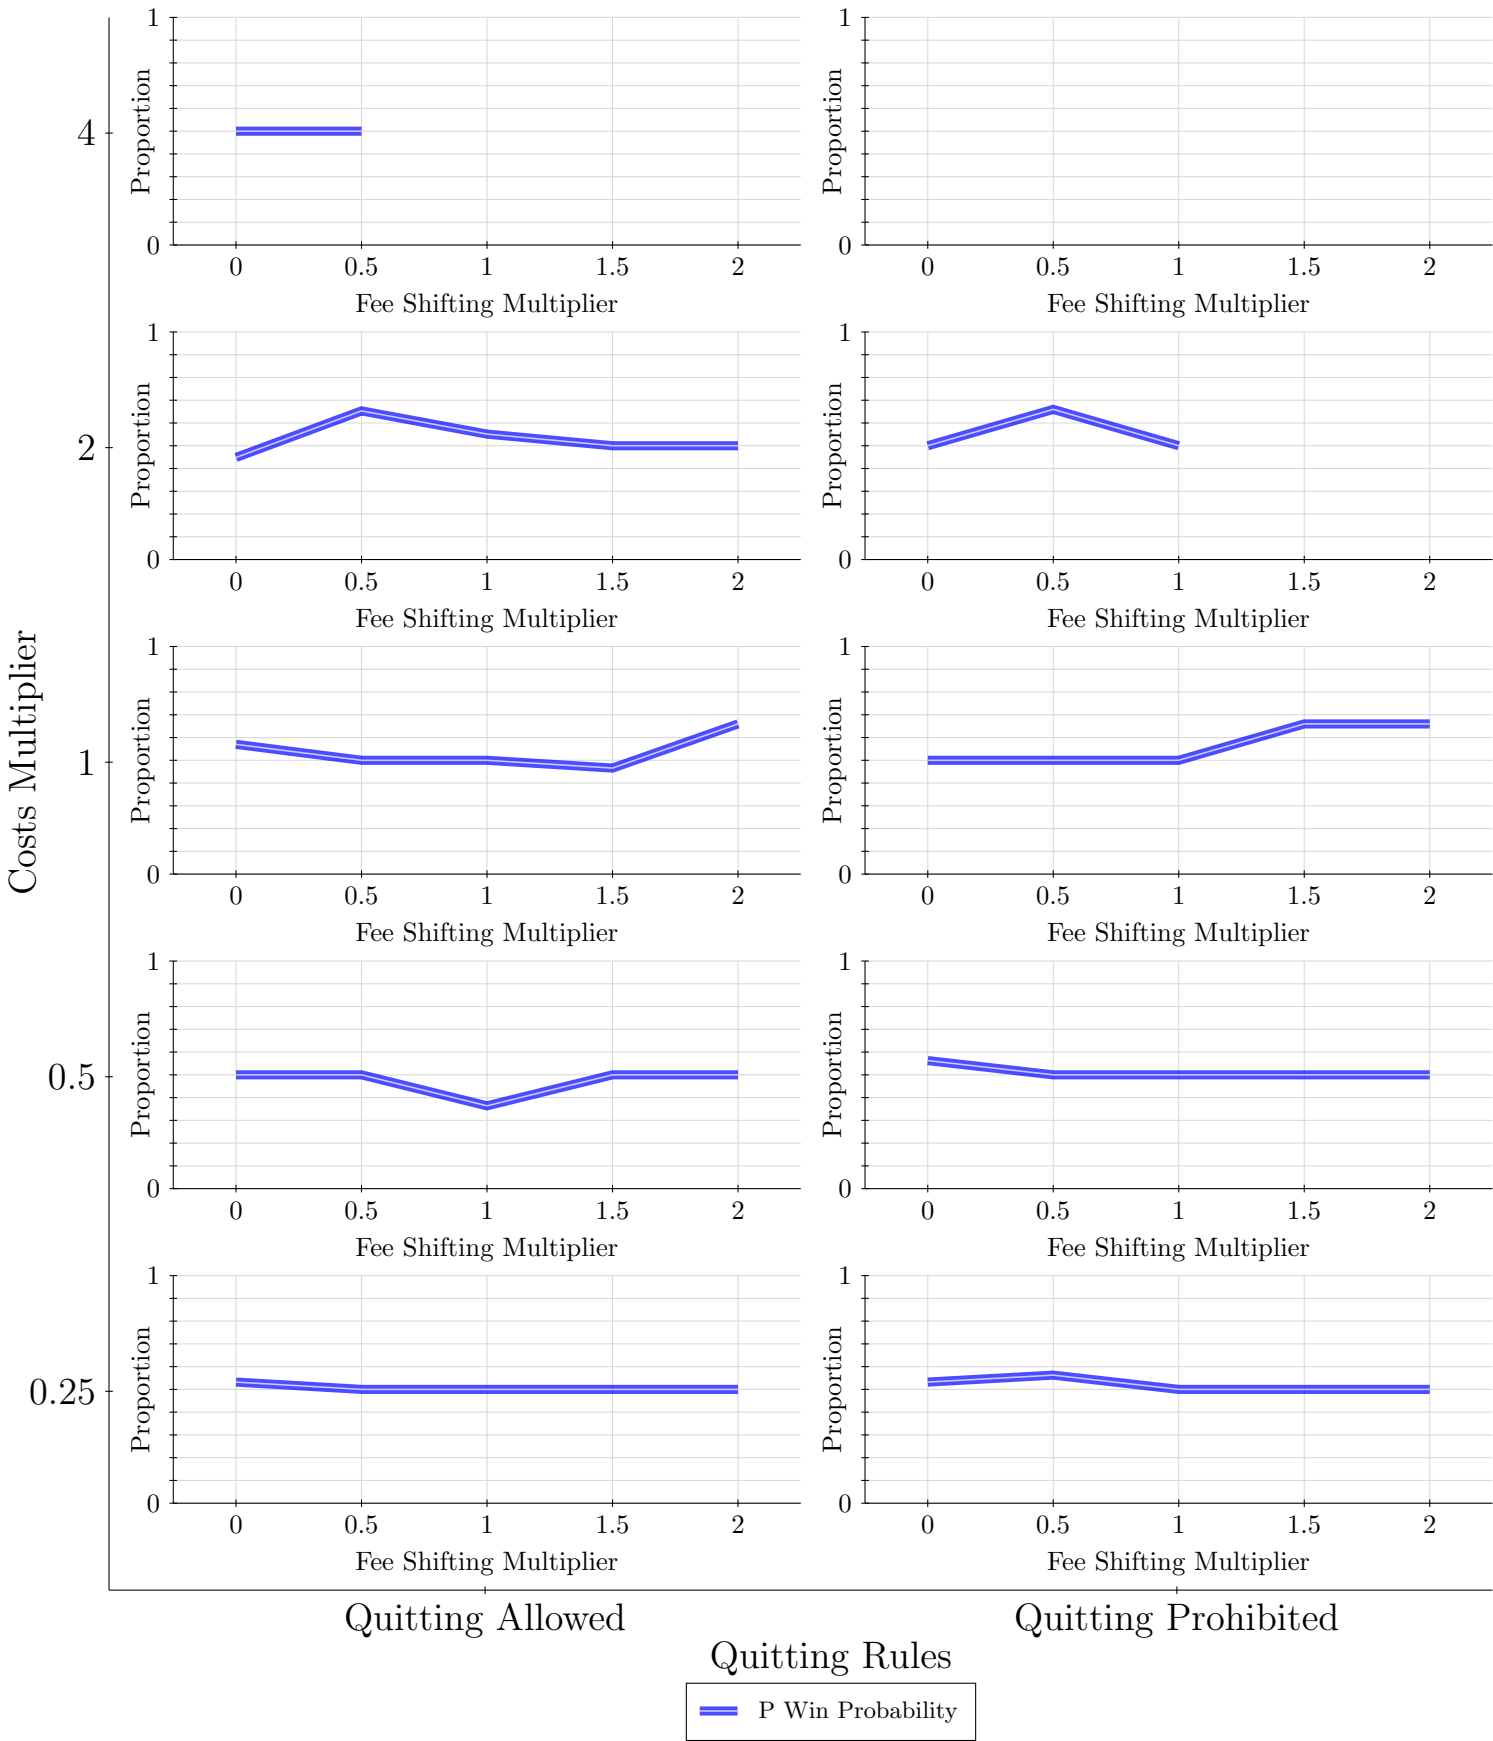 1
Proportion
0
0 0.5 1 1.5 2
Fee Shifting Multiplier
1
Proportion
0
0 0.5 1 1.5 2
Fee Shifting Multiplier
4
1
Proportion
0
0 0.5 1 1.5 2
Fee Shifting Multiplier
1
Proportion
0
0 0.5 1 1.5 2
Fee Shifting Multiplier
2
1
Proportion
0
0 0.5 1 1.5 2
Fee Shifting Multiplier
1
Proportion
0
0 0.5 1 1.5 2
Fee Shifting Multiplier
Costs Multiplier
1
1
Proportion
0
0 0.5 1 1.5 2
Fee Shifting Multiplier
1
Proportion
0
0 0.5 1 1.5 2
Fee Shifting Multiplier
0.5
1
Proportion
0
0 0.5 1 1.5 2
Fee Shifting Multiplier
1
Proportion
0
0 0.5 1 1.5 2
Fee Shifting Multiplier
0.25
Quitting Allowed
Quitting Prohibited
Quitting Rules
P Win Probability